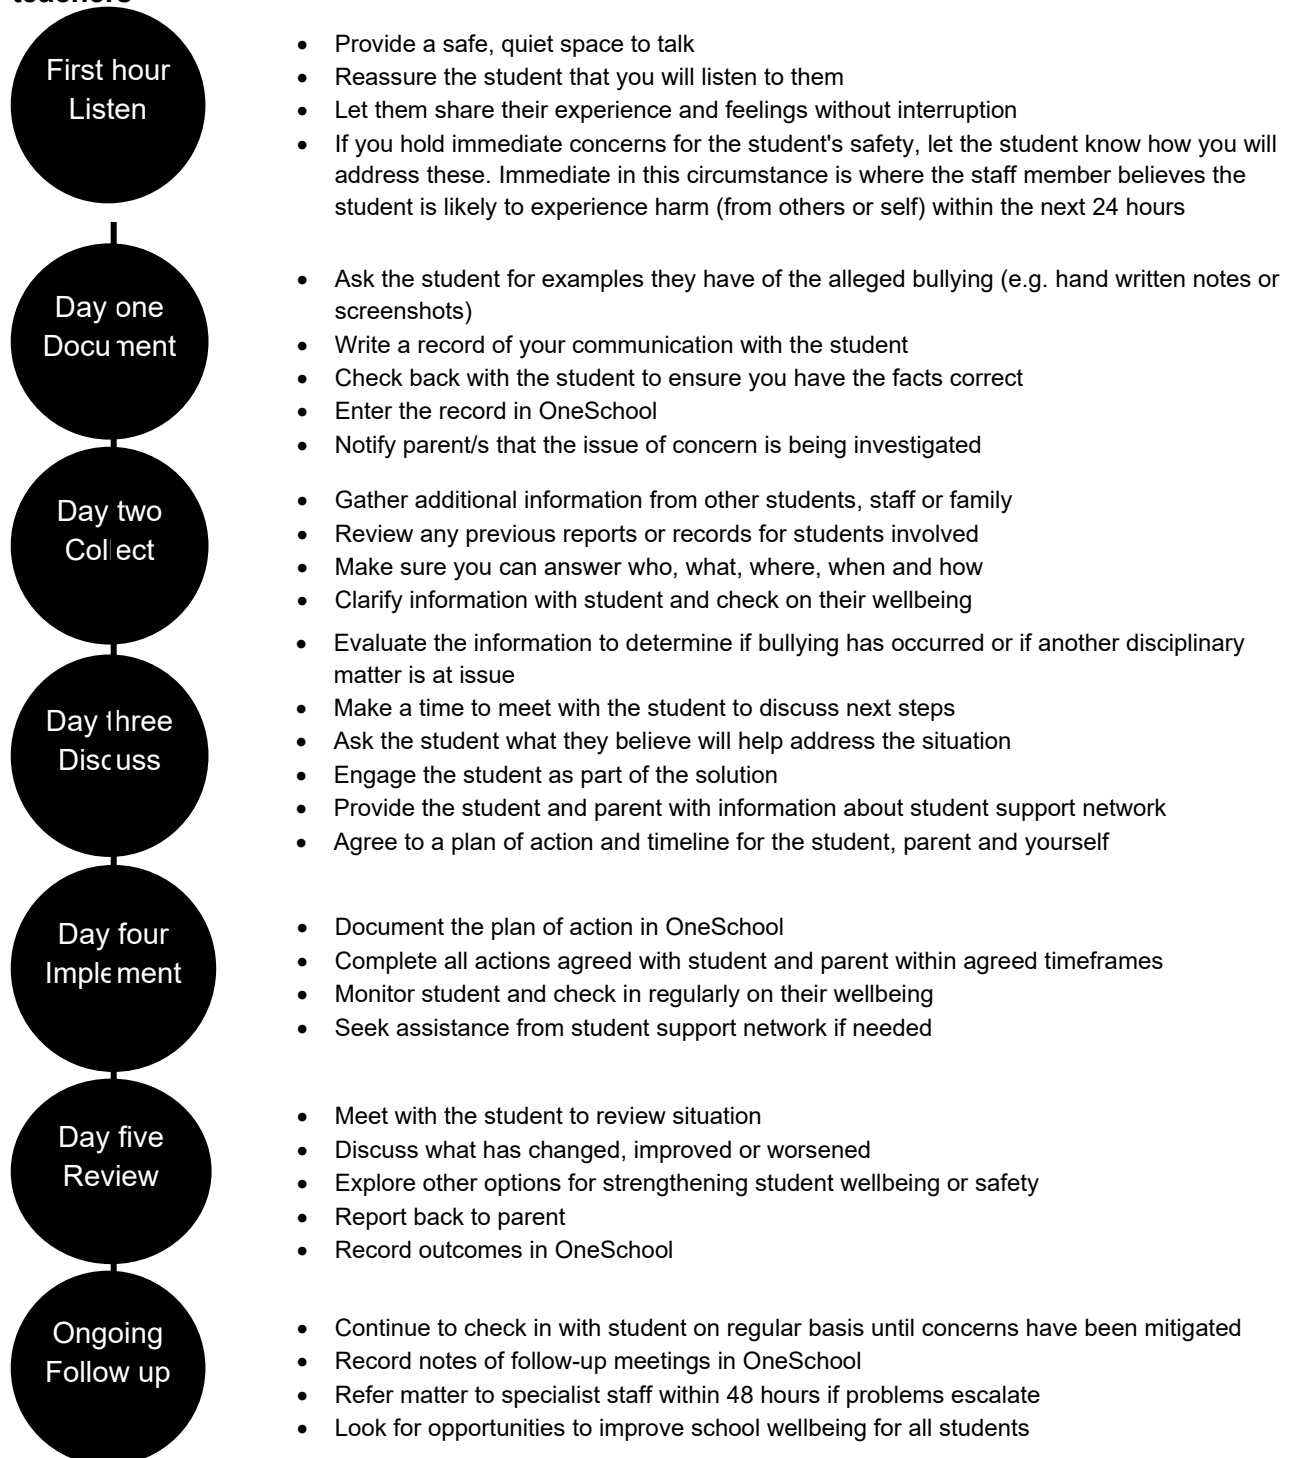 teachers
First hour
Listen
• Provide a safe, quiet space to talk
• Reassure the student that you will listen to them
• Let them share their experience and feelings without interruption
• If you hold immediate concerns for the student's safety, let the student know how you will
address these. Immediate in this circumstance is where the staff member believes the
student is likely to experience harm (from others or self) within the next 24 hours
Day one
Document
• Ask the student for examples they have of the alleged bullying (e.g. hand written notes or
screenshots)
• Write a record of your communication with the student
• Check back with the student to ensure you have the facts correct
• Enter the record in OneSchool
• Notify parent/s that the issue of concern is being investigated
Day two
Collect
• Gather additional information from other students, staff or family
• Review any previous reports or records for students involved
• Make sure you can answer who, what, where, when and how
• Clarify information with student and check on their wellbeing
Day three
Discuss
• Evaluate the information to determine if bullying has occurred or if another disciplinary
matter is at issue
• Make a time to meet with the student to discuss next steps
• Ask the student what they believe will help address the situation
• Engage the student as part of the solution
• Provide the student and parent with information about student support network
• Agree to a plan of action and timeline for the student, parent and yourself
Day four
Implement
• Document the plan of action in OneSchool
• Complete all actions agreed with student and parent within agreed timeframes
• Monitor student and check in regularly on their wellbeing
• Seek assistance from student support network if needed
Day five
Review
• Meet with the student to review situation
• Discuss what has changed, improved or worsened
• Explore other options for strengthening student wellbeing or safety
• Report back to parent
• Record outcomes in OneSchool
Ongoing
Follow up
• Continue to check in with student on regular basis until concerns have been mitigated
• Record notes of follow-up meetings in OneSchool
• Refer matter to specialist staff within 48 hours if problems escalate
• Look for opportunities to improve school wellbeing for all students